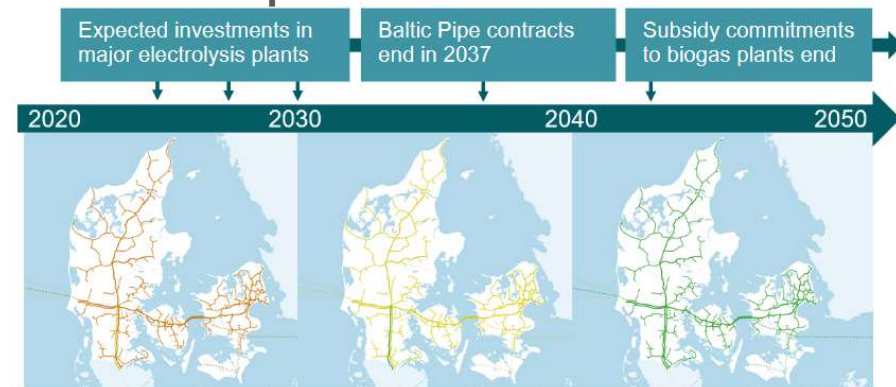 Expected investments in
major electrolysis plants
Baltic Pipe contracts
end in 2037
Subsidy commitments
to biogas plants end
2020
2030
2040
2050